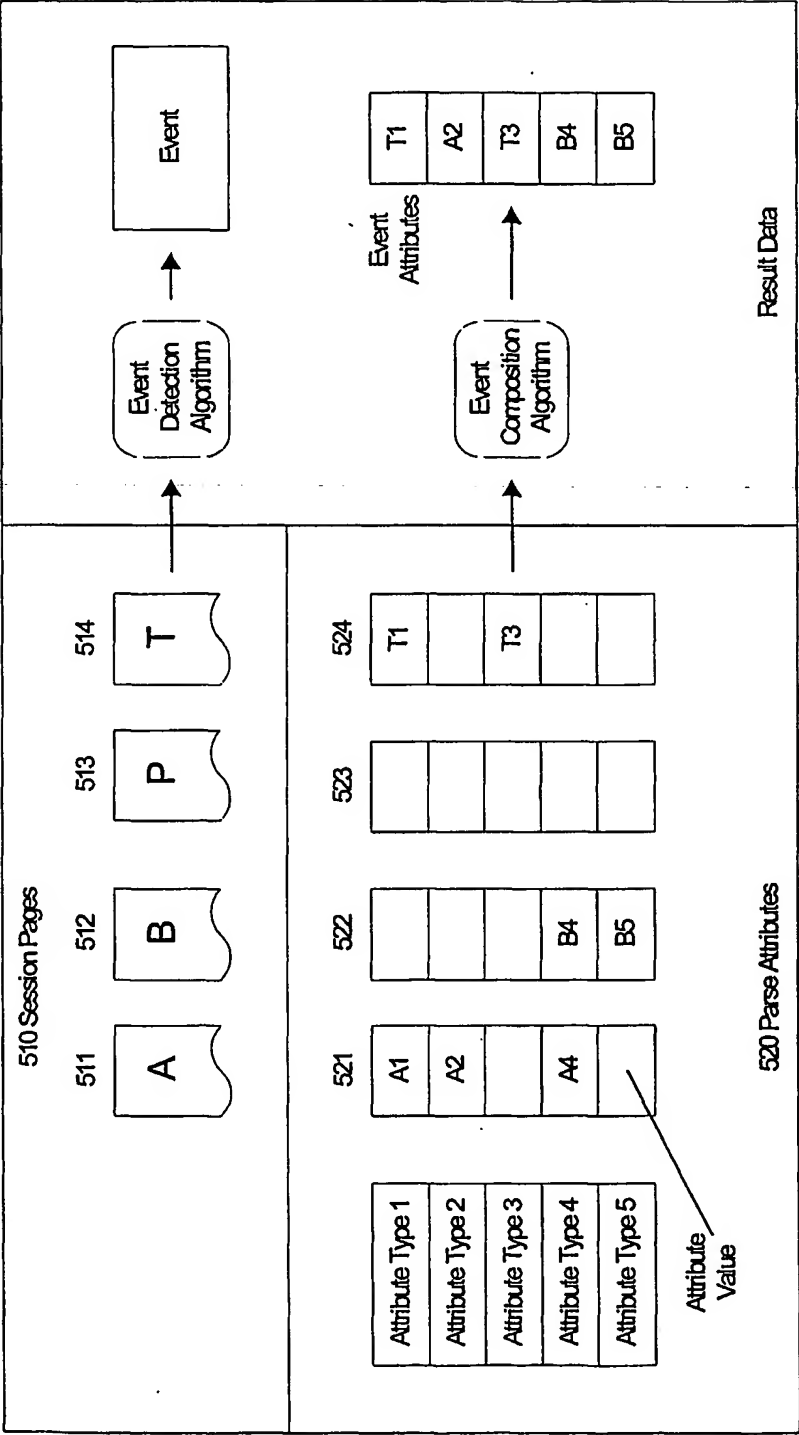 510 Session Pages
511
512
513
514
A
B
P
T
Event
Detection
Algorithm
Event
521
522
523
524
Attribute Type 1
Attribute Type 2
Attribute Type 3
Attribute Type 4
Attribute Type 5
A1
A2
A4
B4
B5
T1
T3
Attribute
Value
520 Parse Attributes
Event
Composition
Algorithm
Event
Attributes
T1
A2
T3
B4
B5
Result Data